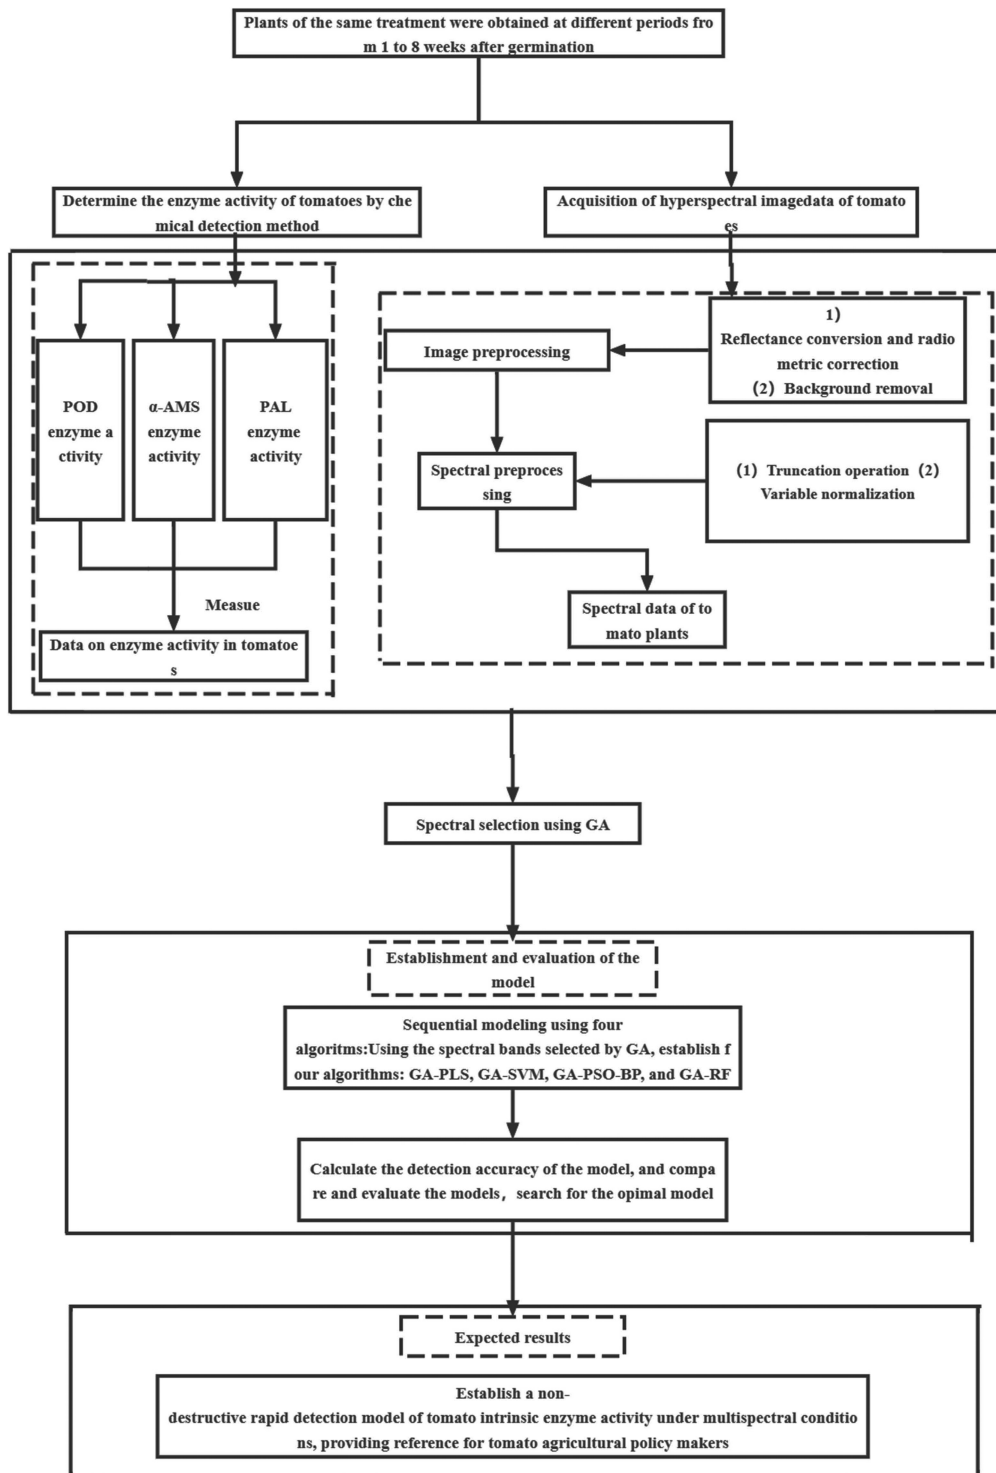 Plants of the same treatment were obtained at different periods fro
m 1 to 8 weeks after germination
Determine the enzyme activity of tomatoes by che
mical detection method
Acquisition of hyperspectral imagedata of tomato
es
POD
enzyme a
ctivity
α-AMS
enzyme
activity
PAL
enzyme
activity
Measue
Data on enzyme activity in tomatoe
s
1)
Reflectance conversion and radio
metric correction
(2) Background removal
Image preprocessing
(1) Truncation operation (2)
Variable normalization
Spectral preproces
sing
Spectral data of to
mato plants
Spectral selection using GA
Establishment and evaluation of the
model
Sequential modeling using four
algoritms:Using the spectral bands selected by GA, establish f
our algorithms: GA-PLS, GA-SVM, GA-PSO-BP, and GA-RF
Calculate the detection accuracy of the model, and compa
re and evaluate the models, search for the opimal model
Expected results
Establish a non-
destructive rapid detection model of tomato intrinsic enzyme activity under multispectral conditio
ns, providing reference for tomato agricultural policy makers